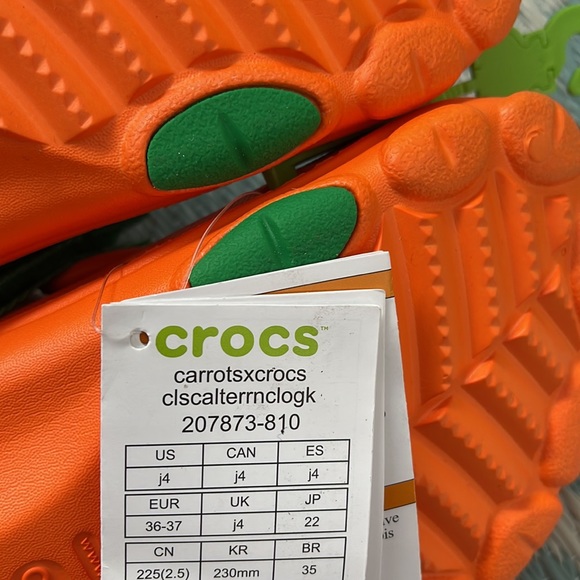 crocs™
carrotsxcrocs
clscalterrnclogk
207873-810
US CAN ES
j4 j4 j4
EUR UK JP
36-37 j4 22
CN KR BR
225(2.5) 230mm 35